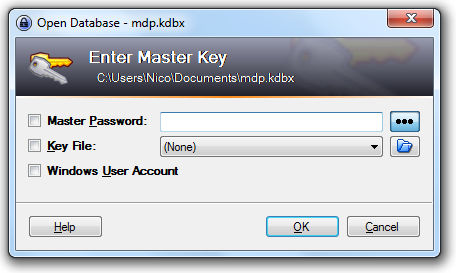 Open Database - mdp.kdbx
Enter Master Key
C:\Users\Nico\Documents\mdp.kdbx
Master Password:
Key File: (None)
Windows User Account
Help OK Cancel